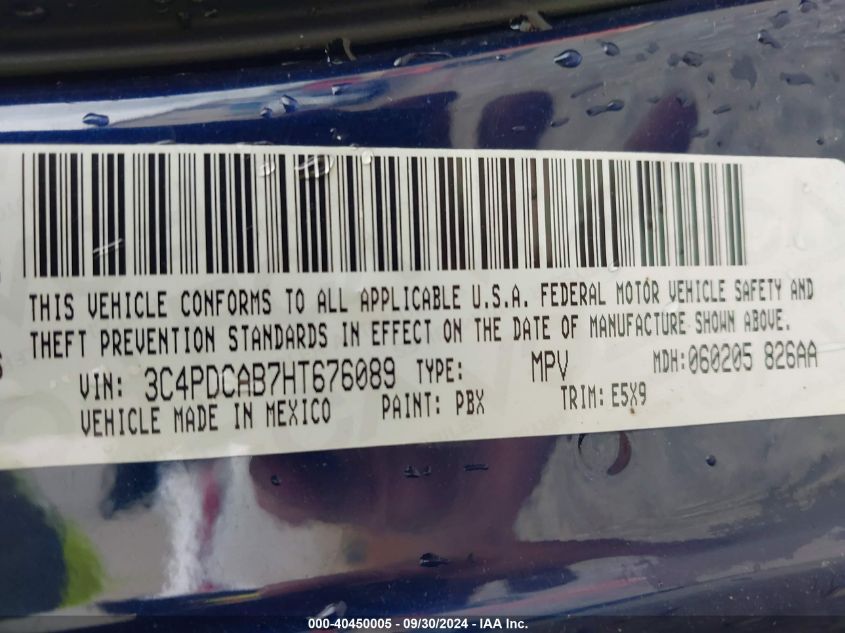 THIS VEHICLE CONFORMS TO ALL APPLICABLE U.S.A. FEDERAL MOTOR VEHICLE SAFETY AND
THEFT PREVENTION STANDARDS IN EFFECT ON THE DATE OF MANUFACTURE SHOWN ABOVE.
VIN: 3C4PDCAB7HT676089 TYPE: MPV MDH:060205 826AA
VEHICLE MADE IN MEXICO PAINT: PBX TRIM: E5X9
000-40450005 - 09/30/2024 - IAA Inc.